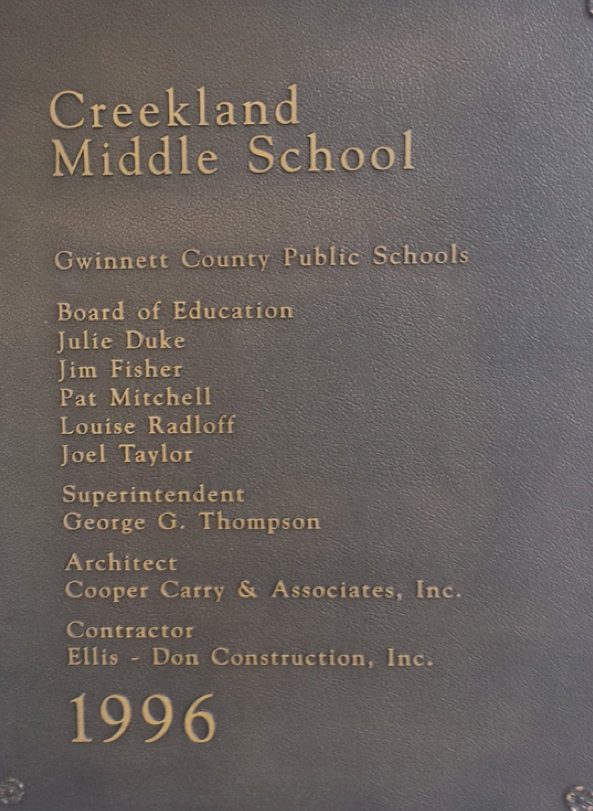 Creekland
Middle School
Gwinnett County Public Schools
Board of Education
Julie Duke
Jim Fisher
Pat Mitchell
Louise Radloff
Joel Taylor
Superintendent
George G. Thompson
Architect
Cooper Carry & Associates, Inc.
Contractor
Ellis - Don Construction, Inc.
1996